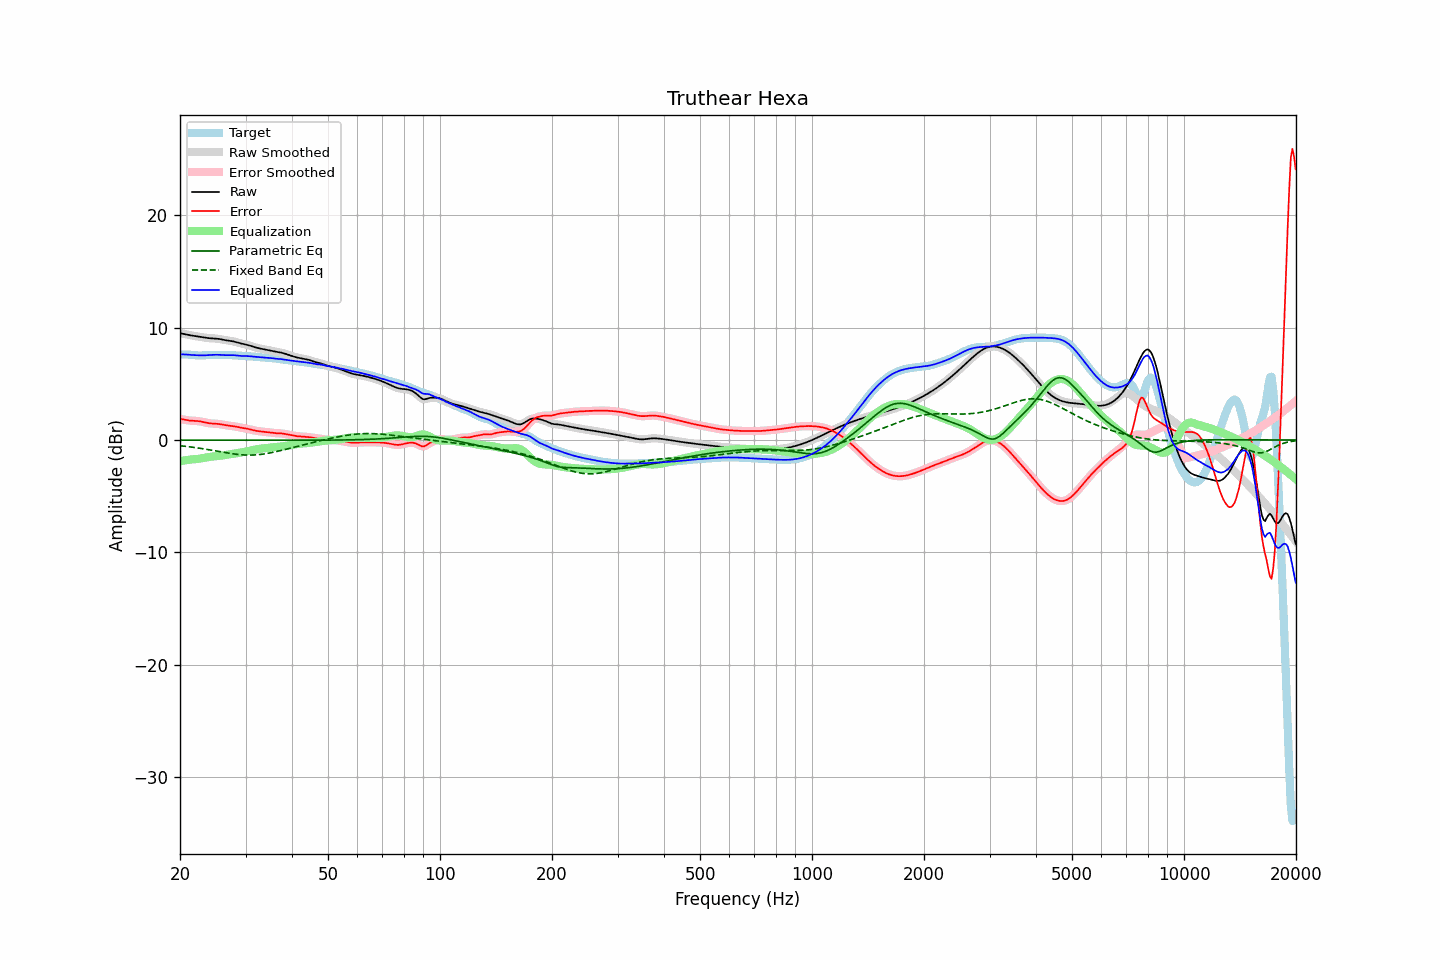 Truthear Hexa
Target
Raw Smoothed
Error Smoothed
Raw
Error
Equalization
Parametric Eq
Fixed Band Eq
Equalized
Amplitude (dBr)
20
10
0
−10
−20
−30
20 50 100 200 500 1000 2000 5000 10000 20000
Frequency (Hz)